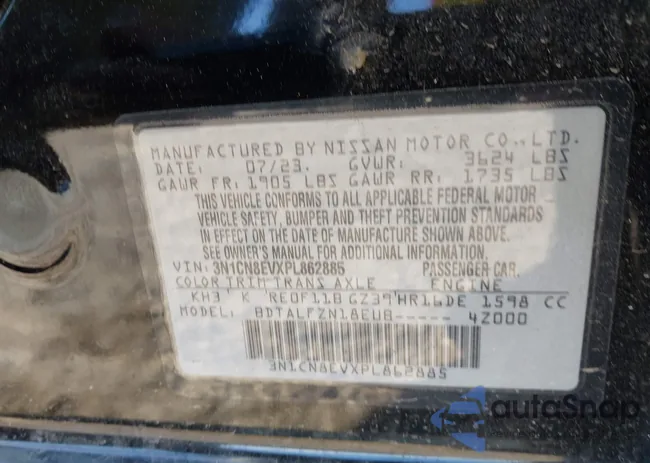 MANUFACTURED BY NISSAN MOTOR CO.,LTD.
DATE: 07/23. GVWR: 3624 LBS
GAWR FR: 1905 LBS GAWR RR: 1735 LBS
THIS VEHICLE CONFORMS TO ALL APPLICABLE FEDERAL MOTOR
VEHICLE SAFETY, BUMPER AND THEFT PREVENTION STANDARDS
IN EFFECT ON THE DATE OF MANUFACTURE SHOWN ABOVE.
SEE OWNER'S MANUAL FOR ADDITIONAL INFORMATION.
VIN: 3N1CN8EVXPL862885 PASSENGER CAR.
COLOR TRIM TRANS AXLE ENGINE
KH3 K RE0F11B GZ39 HR16DE 1598 CC
MODEL: BDTALFZN18EUB----- 4Z000
3N1CN8EVXPL862885
autoSnap